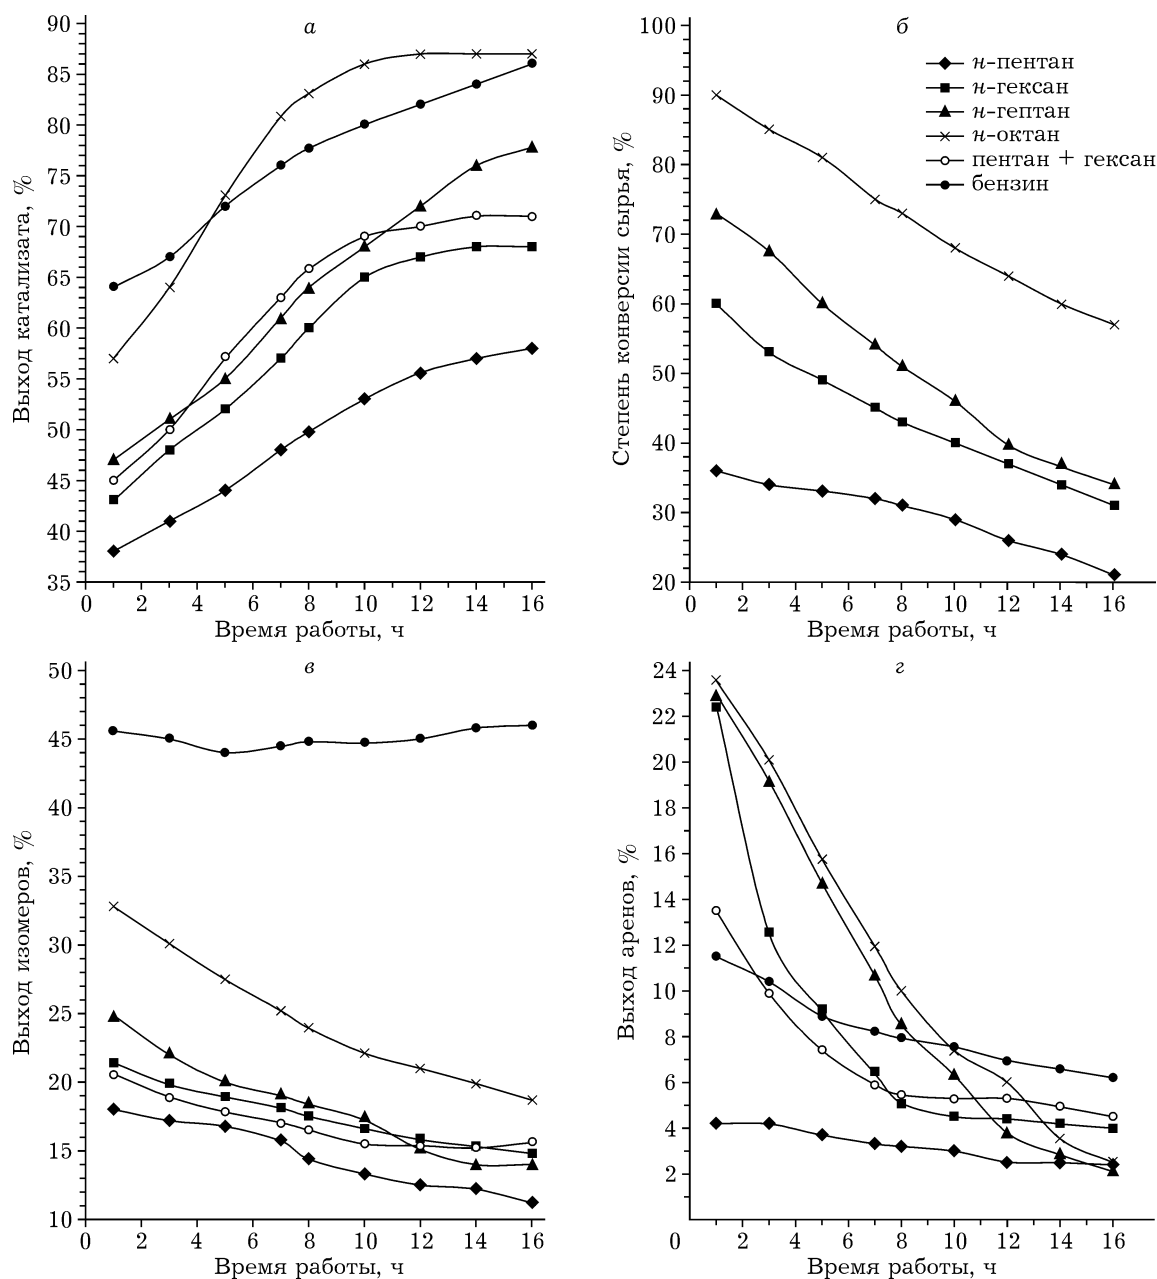 а
90
85
80
75
70
65
60
55
50
45
40
35
Выход катализата, %
0 2 4 6 8 10 12 14 16
Время работы, ч
б
100
90
80
70
60
50
40
30
20
Степень конверсии сырья, %
н-пентан
н-гексан
н-гептан
н-октан
пентан + гексан
бензин
0 2 4 6 8 10 12 14 16
Время работы, ч
в
50
45
40
35
30
25
20
15
10
Выход изомеров, %
0 2 4 6 8 10 12 14 16
Время работы, ч
г
24
22
20
18
16
14
12
10
8
6
4
2
Выход аренов, %
0 2 4 6 8 10 12 14 16
Время работы, ч